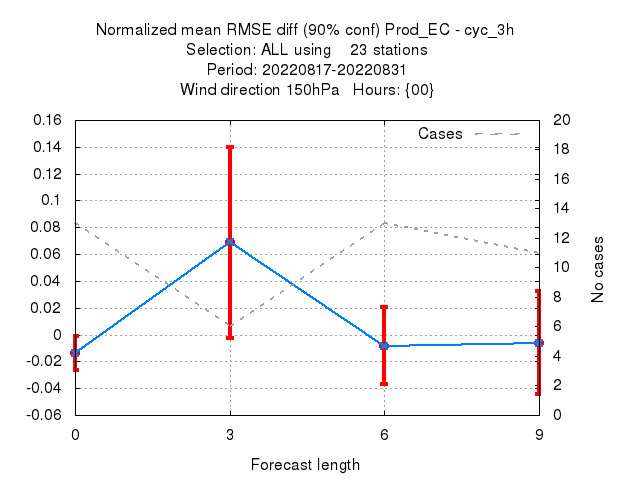 Normalized mean RMSE diff (90% conf) Prod_EC - cyc_3h
Selection: ALL using    23 stations
Period: 20220817-20220831
Wind direction 150hPa   Hours: {00}
Cases
0.16
0.14
0.12
0.1
0.08
0.06
0.04
0.02
0
-0.02
-0.04
-0.06
20
18
16
14
12
10
8
6
4
2
0
No cases
0 3 6 9
Forecast length